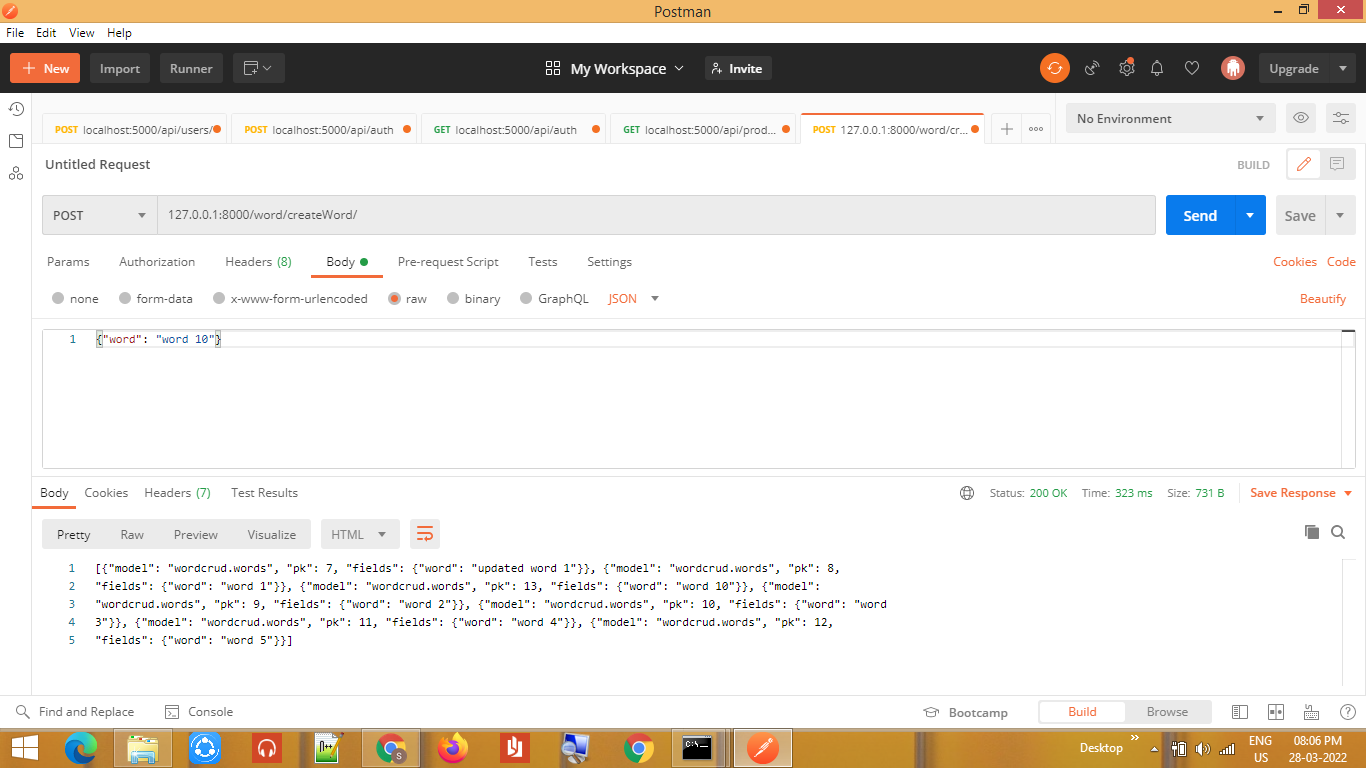 Postman
File Edit View Help
+ New Import Runner My Workspace Invite Upgrade
POST localhost:5000/api/users/ POST localhost:5000/api/auth GET localhost:5000/api/auth GET localhost:5000/api/prod... POST 127.0.0.1:8000/word/cr... No Environment
Untitled Request BUILD
POST 127.0.0.1:8000/word/createWord/ Send Save
Params Authorization Headers (8) Body Pre-request Script Tests Settings Cookies Code
none form-data x-www-form-urlencoded raw binary GraphQL JSON Beautify
1 {"word": "word 10"}
Body Cookies Headers (7) Test Results Status: 200 OK Time: 323 ms Size: 731 B Save Response
Pretty Raw Preview Visualize HTML
1 [{"model": "wordcrud.words", "pk": 7, "fields": {"word": "updated word 1"}}, {"model": "wordcrud.words", "pk": 8,
2 "fields": {"word": "word 1"}}, {"model": "wordcrud.words", "pk": 13, "fields": {"word": "word 10"}}, {"model":
3 "wordcrud.words", "pk": 9, "fields": {"word": "word 2"}}, {"model": "wordcrud.words", "pk": 10, "fields": {"word": "word
4 3"}}, {"model": "wordcrud.words", "pk": 11, "fields": {"word": "word 4"}}, {"model": "wordcrud.words", "pk": 12,
5 "fields": {"word": "word 5"}}]
Find and Replace Console Bootcamp Build Browse
Desktop ENG 08:06 PM
US 28-03-2022